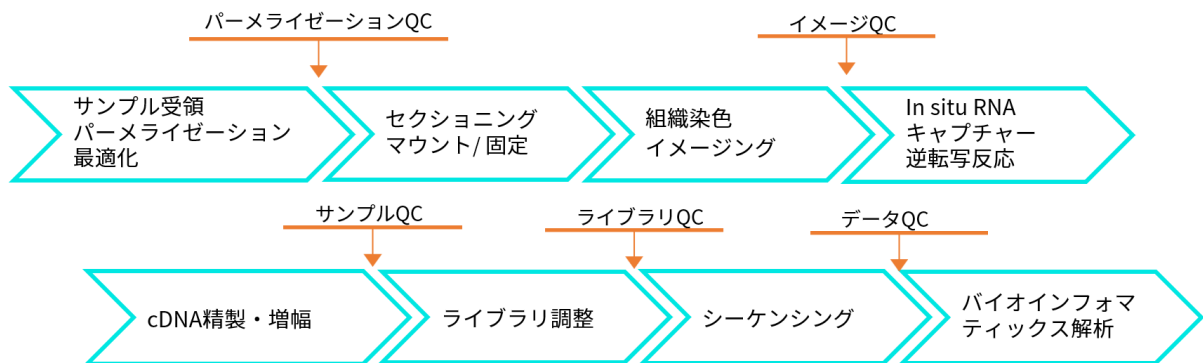 パーメライゼーションQC
イメージQC
サンプル受領
パーメライゼーション
最適化
セクショニング
マウント/ 固定
組織染色
イメージング
In situ RNA
キャプチャー
逆転写反応
サンプルQC
ライブラリQC
データQC
cDNA精製・増幅
ライブラリ調整
シーケンシング
バイオインフォマ
ティックス解析